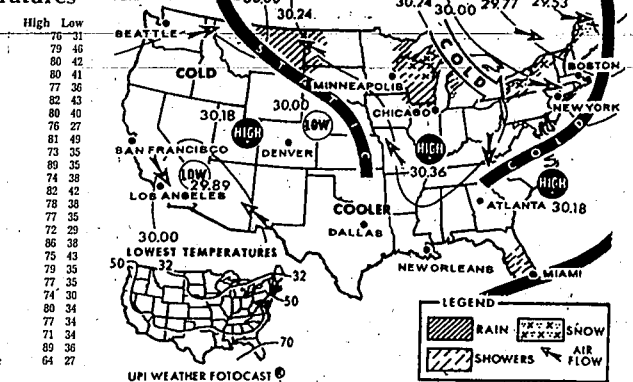 High Low
76 31
79 46
80 42
80 41
77 36
82 43
80 40
76 27
81 49
73 35
89 35
74 38
82 42
78 38
77 35
72 29
86 38
75 43
79 35
77 35
74 30
80 34
77 34
71 34
89 36
64 27
30.24
30.24
30.00
29.77
29.53
SEATTLE
COLD
STATIC
MINNEAPOLIS
COLD
BOSTON
NEW YORK
CHICAGO
30.18
30.00
HIGH
LOW
DENVER
HIGH
30.36
COLD
SAN FRANCISCO
LOW
29.89
LOS ANGELES
HIGH
30.18
ATLANTA
COOLER
DALLAS
30.00
NEW ORLEANS
MIAMI
LOWEST TEMPERATURES
50
32
32
50
70
LEGEND
RAIN
SNOW
SHOWERS
AIR
FLOW
UPI WEATHER FOTOCAST ®